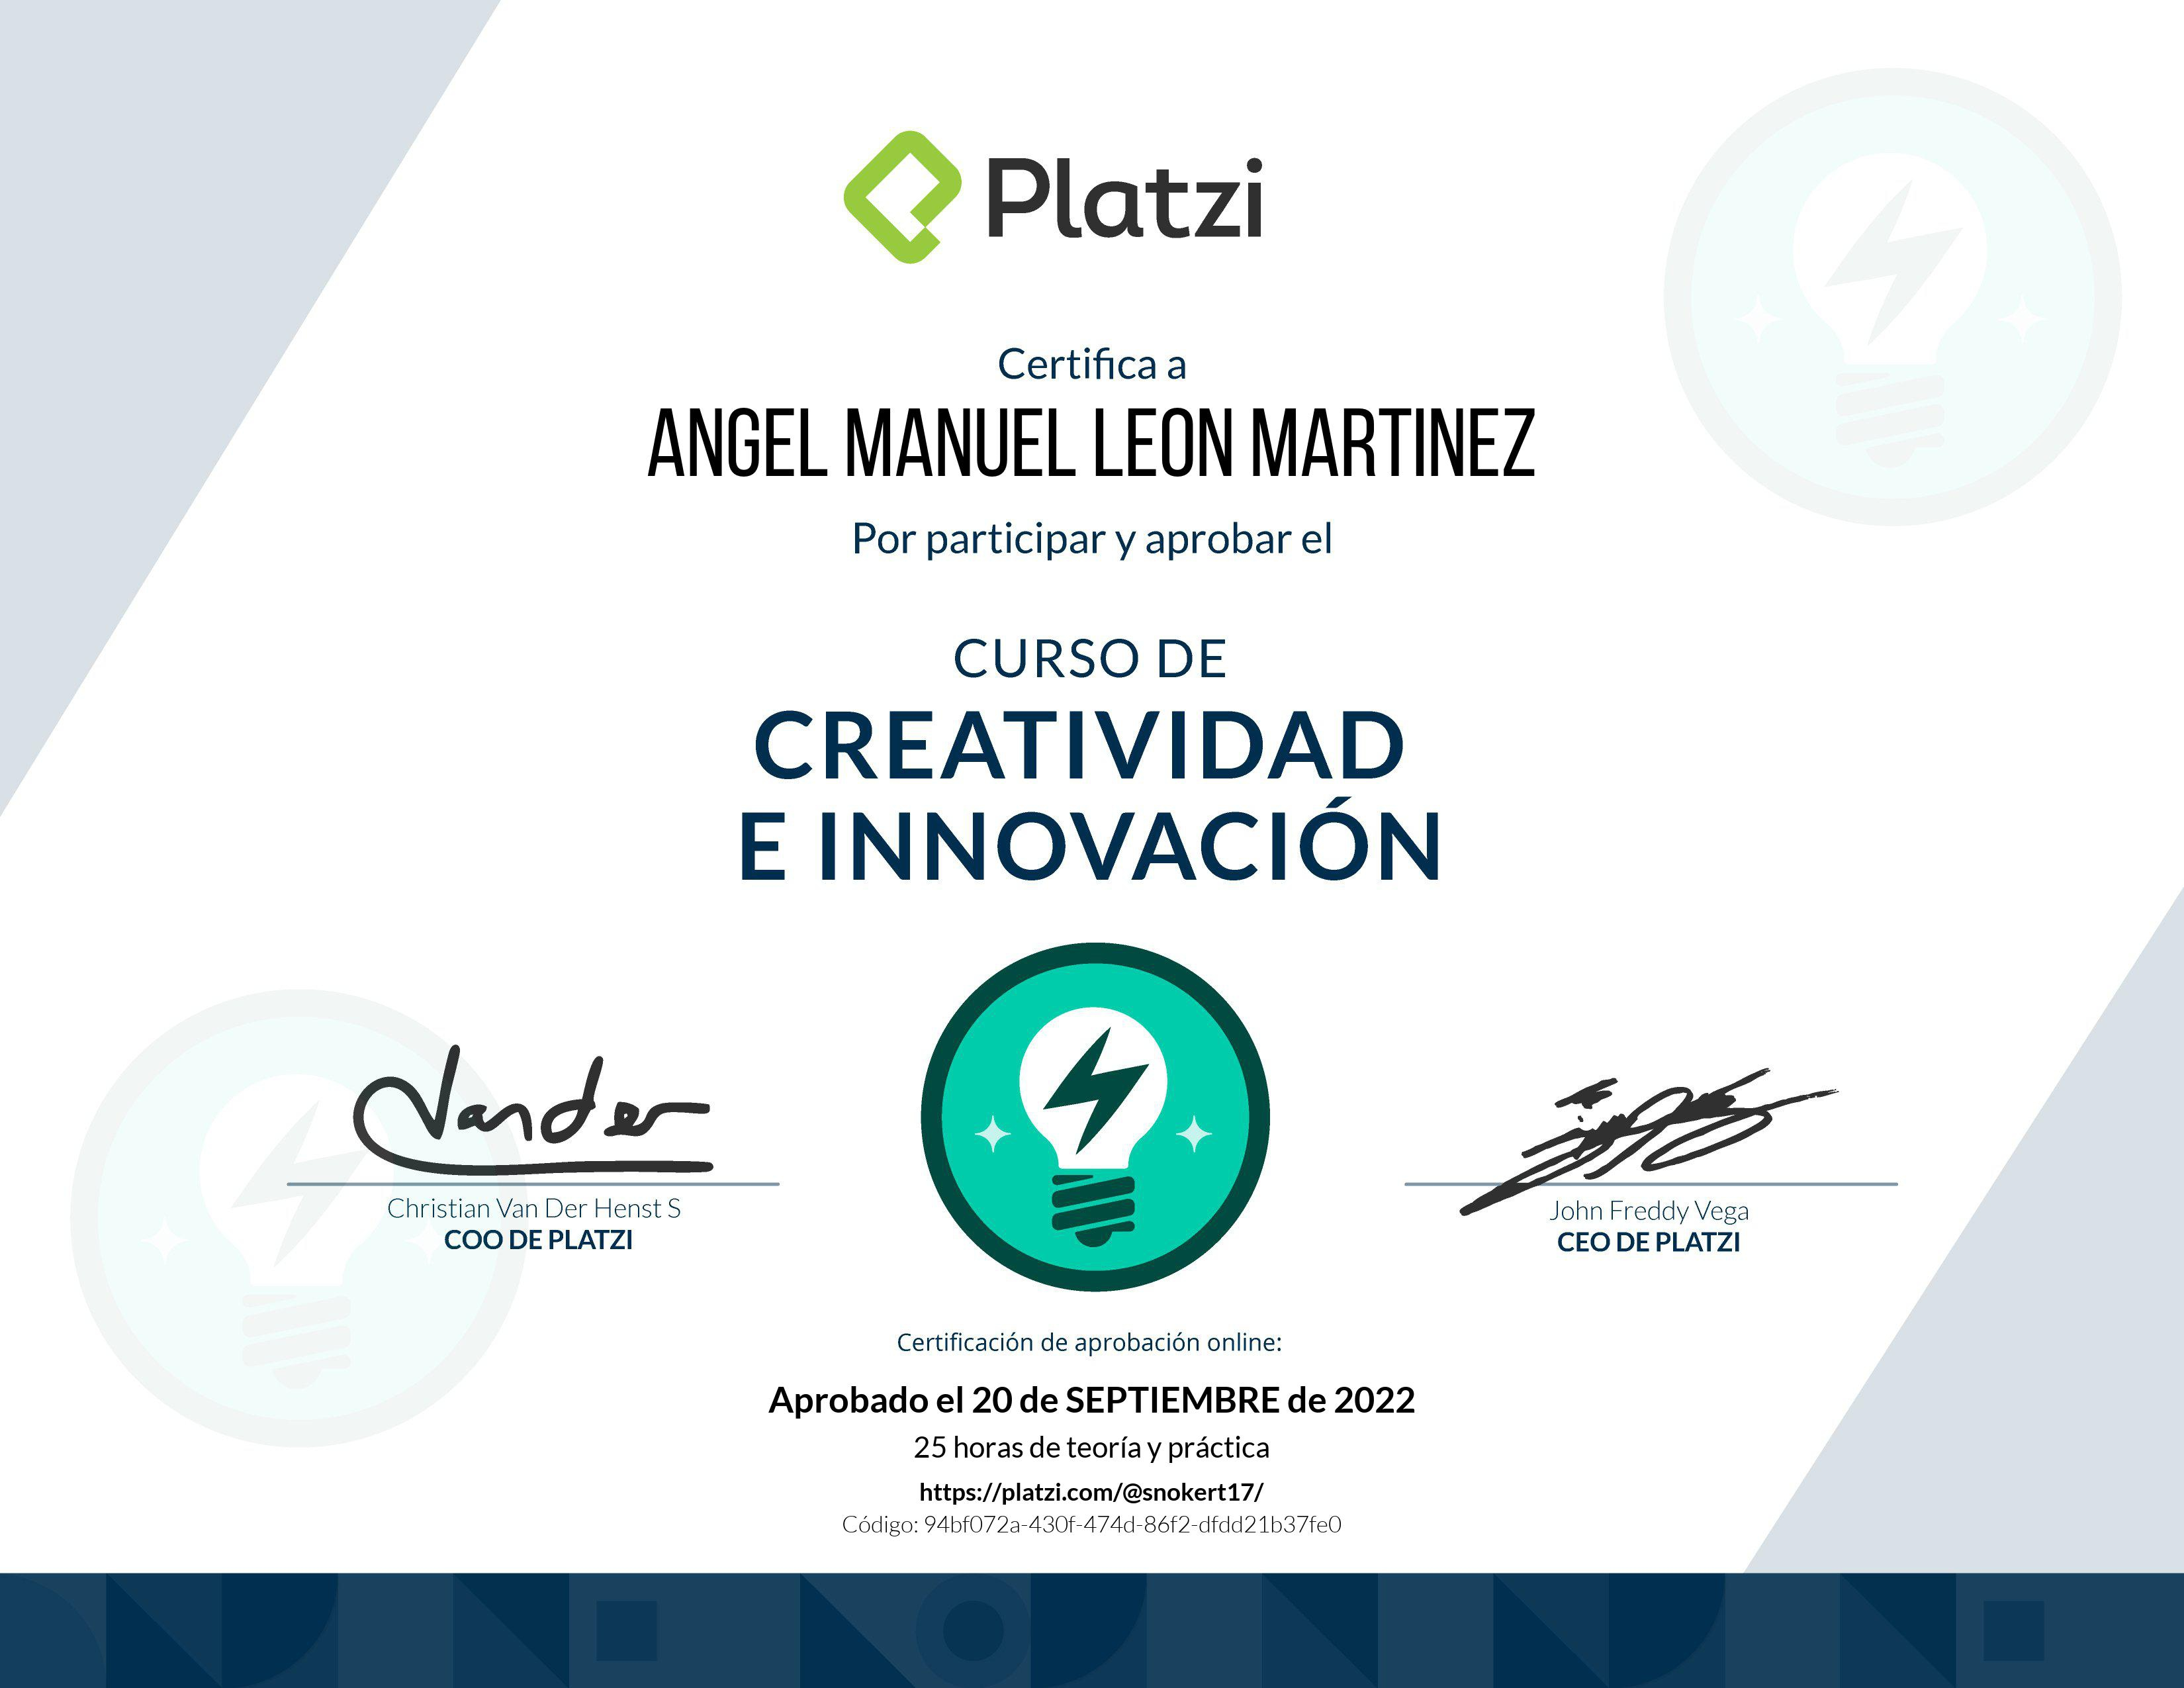 Platzi
Certifica a
ANGEL MANUEL LEON MARTINEZ
Por participar y aprobar el
CURSO DE
CREATIVIDAD
E INNOVACIÓN
Vander
Christian Van Der Henst S
COO DE PLATZI
John Freddy Vega
CEO DE PLATZI
Certificación de aprobación online:
Aprobado el 20 de SEPTIEMBRE de 2022
25 horas de teoría y práctica
https://platzi.com/@snokert17/
Código: 94bf072a-430f-474d-86f2-dfdd21b37fe0